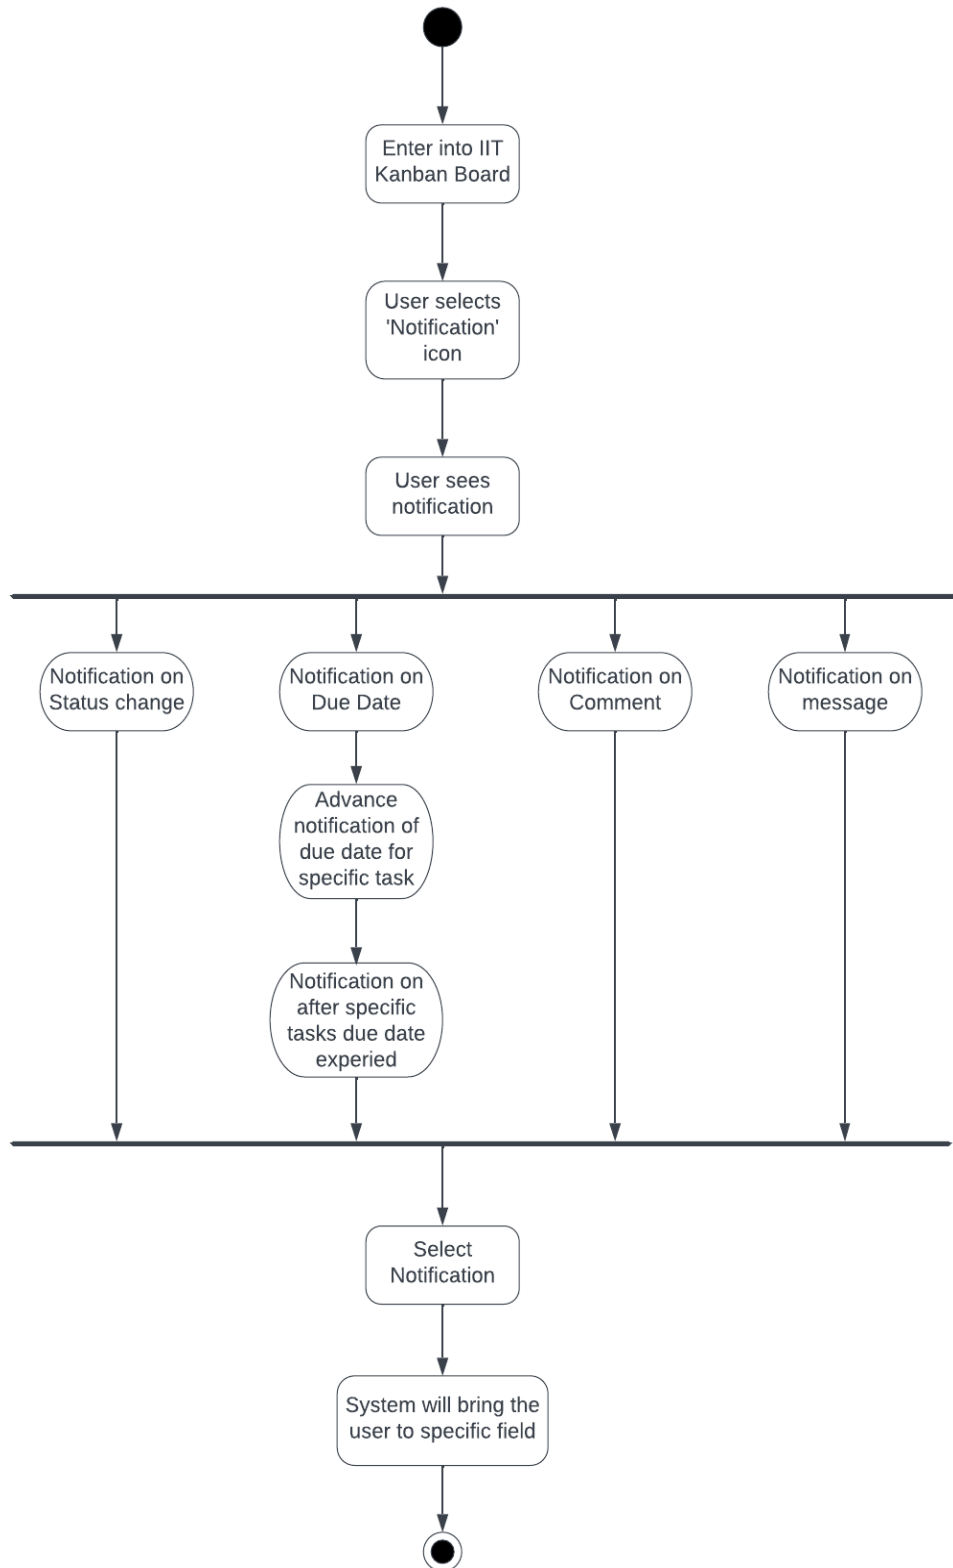 Enter into IIT
Kanban Board
User selects
'Notification'
icon
User sees
notification
Notification on
Status change
Notification on
Due Date
Notification on
Comment
Notification on
message
Advance
notification of
due date for
specific task
Notification on
after specific
tasks due date
experied
Select
Notification
System will bring the
user to specific field